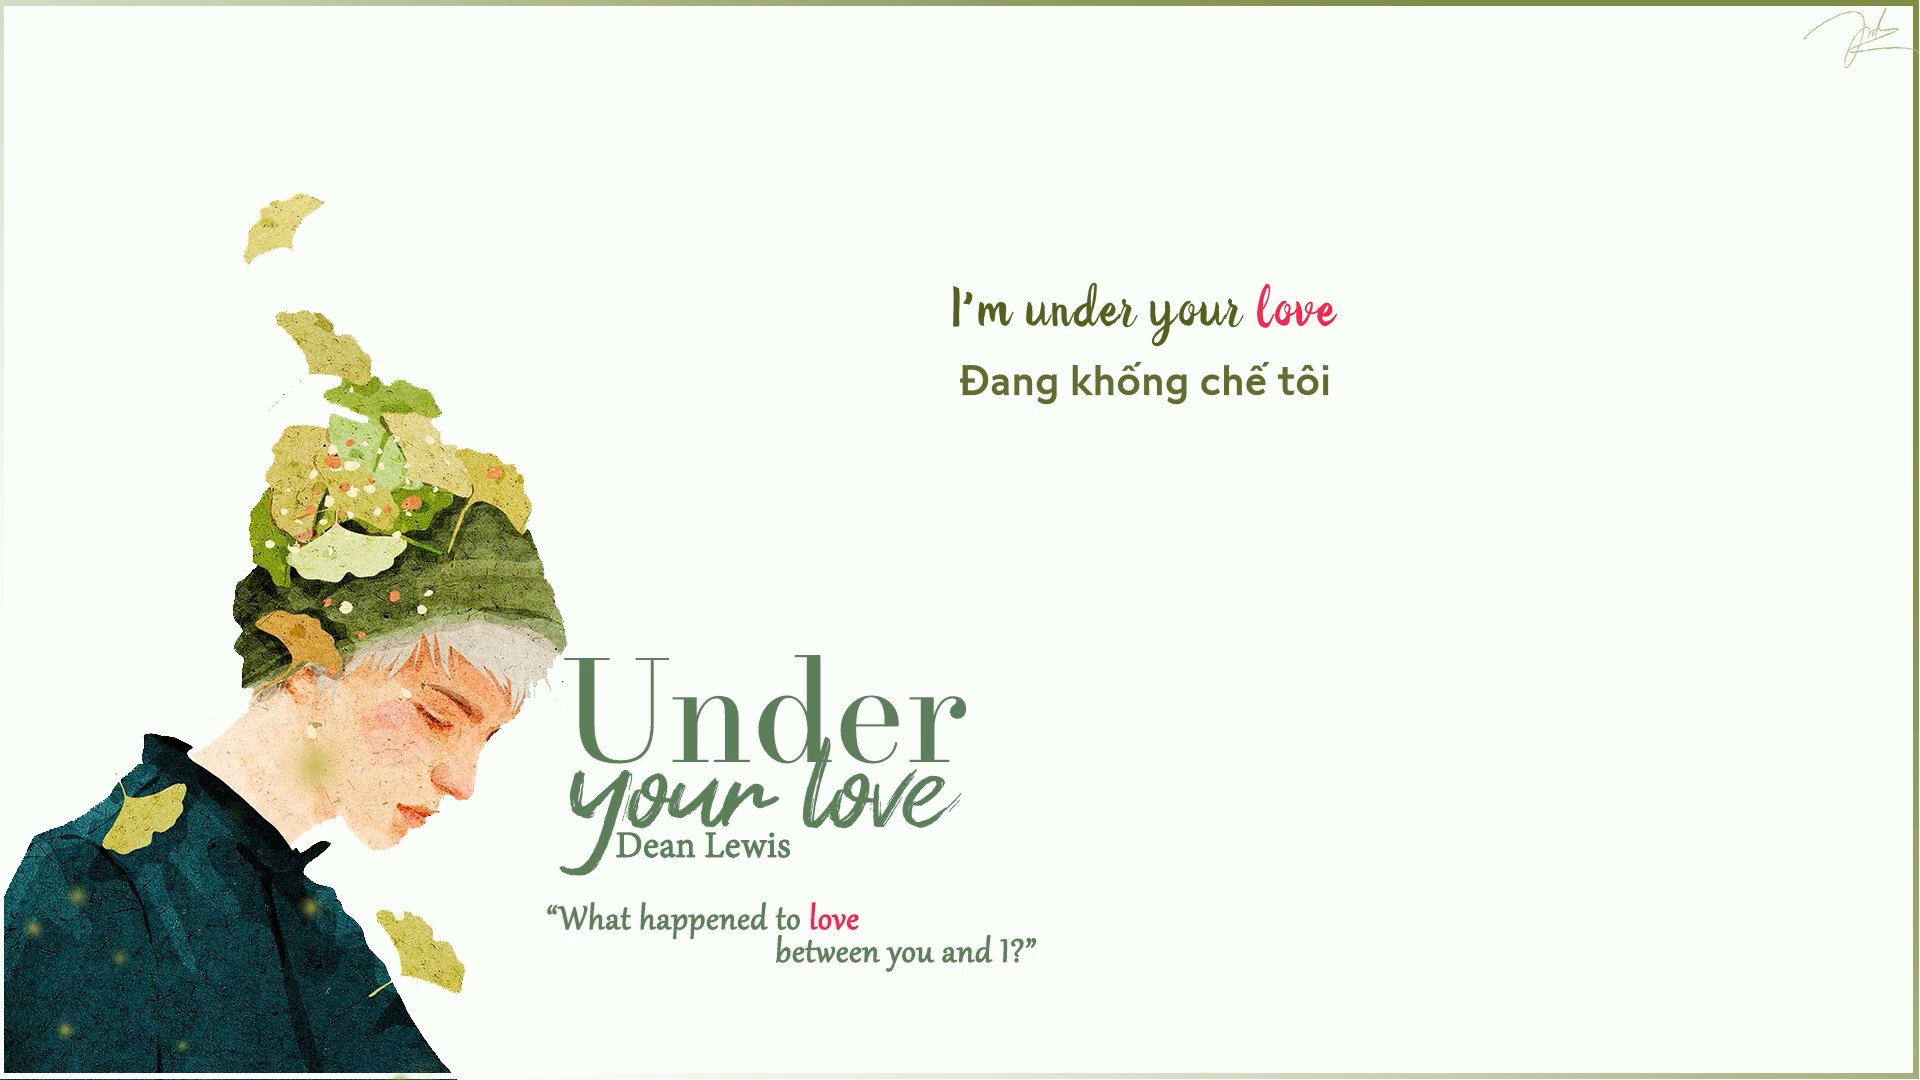 I'm under your love
Đang khống chế tôi
Under
your love
Dean Lewis
“What happened to love
between you and I?”